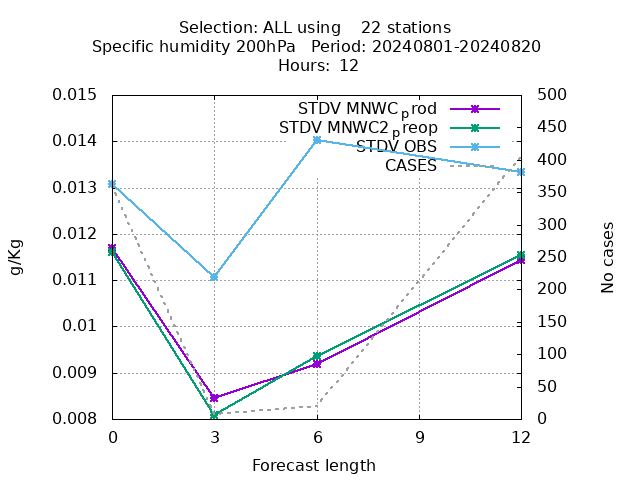 Selection: ALL using    22 stations
Specific humidity 200hPa   Period: 20240801-20240820
Hours:  12
STDV MNWC_prod
STDV MNWC2_preop
STDV OBS
CASES
0.015
0.014
0.013
0.012
0.011
0.01
0.009
0.008
500
450
400
350
300
250
200
150
100
50
0
g/Kg
No cases
0 3 6 9 12
Forecast length